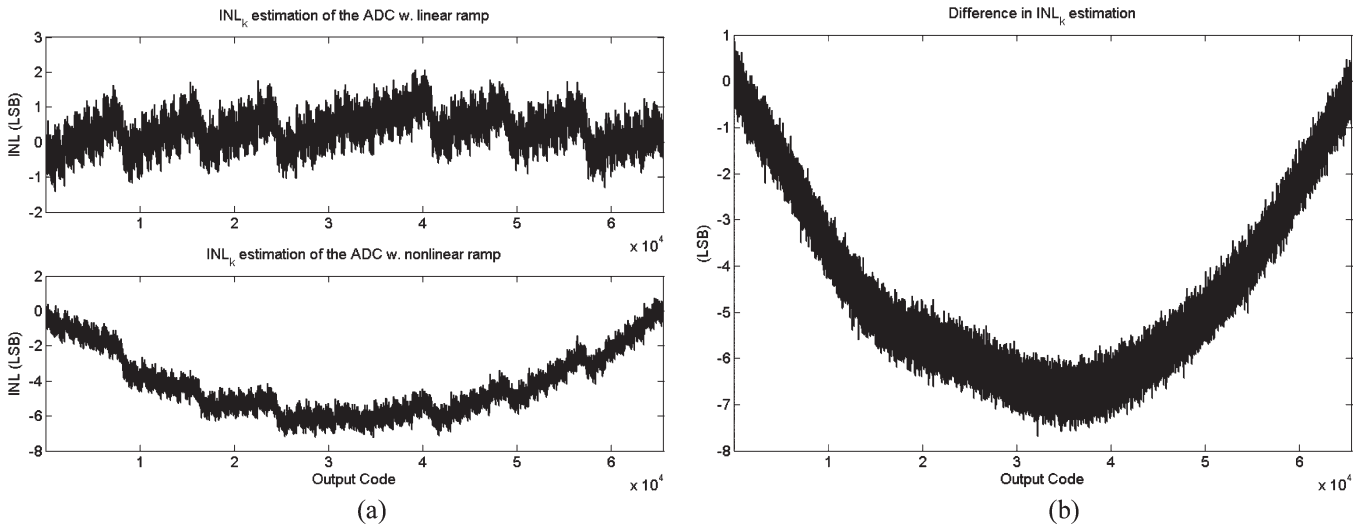 INLk estimation of the ADC w. linear ramp
3
2
1
0
-1
-2
INL (LSB)
1 2 3 4 5 6
x 10^4
INLk estimation of the ADC w. nonlinear ramp
2
0
-2
-4
-6
-8
INL (LSB)
1 2 3 4 5 6
Output Code
x 10^4
(a)
Difference in INLk estimation
1
0
-1
-2
-3
-4
-5
-6
-7
-8
(LSB)
1 2 3 4 5 6
Output Code
x 10^4
(b)